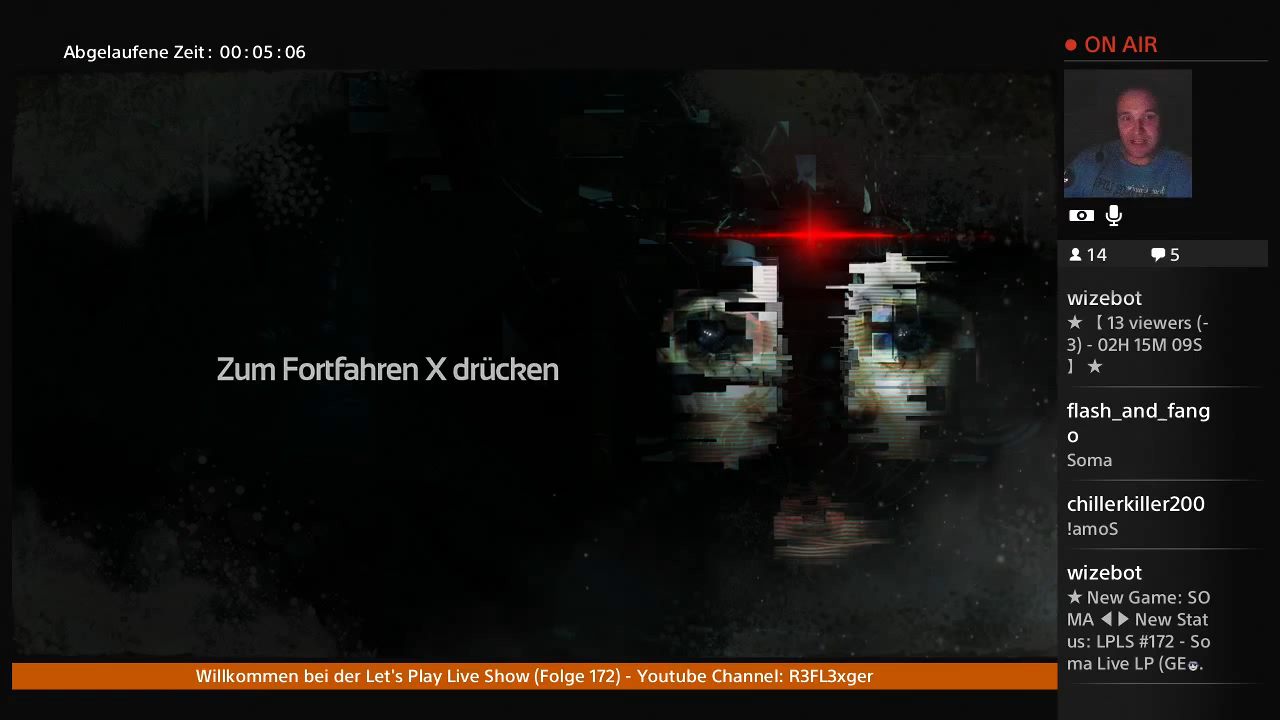 Abgelaufene Zeit: 00:05:06
ON AIR
14 5
wizebot
★ 【 13 viewers (-
3) - 02H 15M 09S
】 ★
flash_and_fang
o
Soma
Zum Fortfahren X drücken
chillerkiller200
!amoS
wizebot
★ New Game: SO
MA ◀▶ New Stat
us: LPLS #172 - So
ma Live LP (GE
Willkommen bei der Let's Play Live Show (Folge 172) - Youtube Channel: R3FL3xger